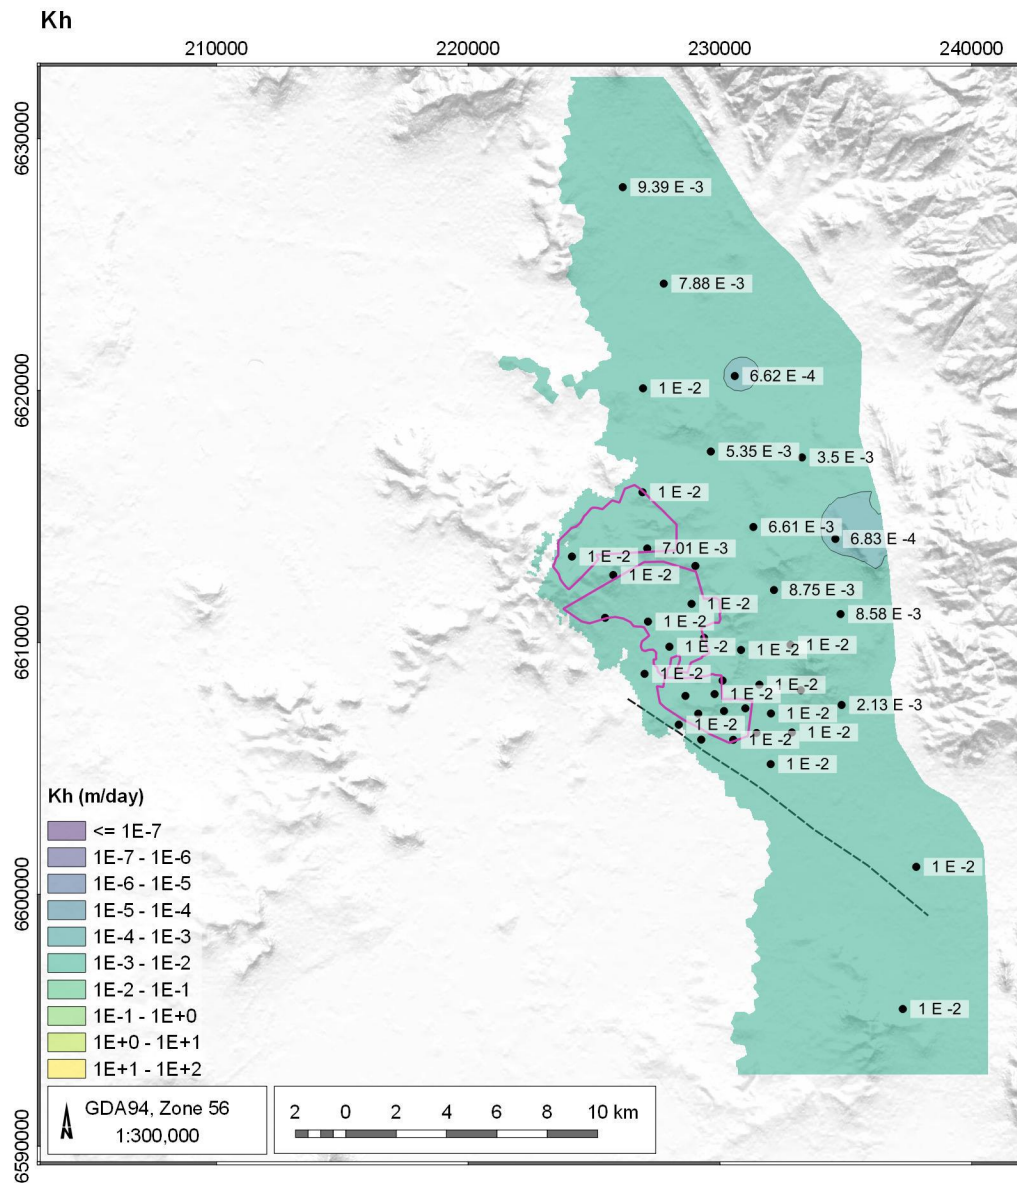 Kh
210000
220000
230000
240000
6630000
9.39 E -3
7.88 E -3
6620000
6.62 E -4
1 E -2
5.35 E -3
3.5 E -3
1 E -2
6.61 E -3
6.83 E -4
7.01 E -3
1 E -2
1 E -2
8.75 E -3
1 E -2
8.58 E -3
1 E -2
6610000
1 E -2
1 E -2
1 E -2
1 E -2
1 E -2
1 E -2
2.13 E -3
1 E -2
1 E -2
1 E -2
1 E -2
1 E -2
Kh (m/day)
<= 1E-7
1E-7 - 1E-6
1E-6 - 1E-5
1E-5 - 1E-4
1E-4 - 1E-3
1E-3 - 1E-2
1E-2 - 1E-1
1E-1 - 1E+0
1E+0 - 1E+1
1E+1 - 1E+2
1 E -2
6600000
1 E -2
N
GDA94, Zone 56
1:300,000
2 0 2 4 6 8 10 km
6590000